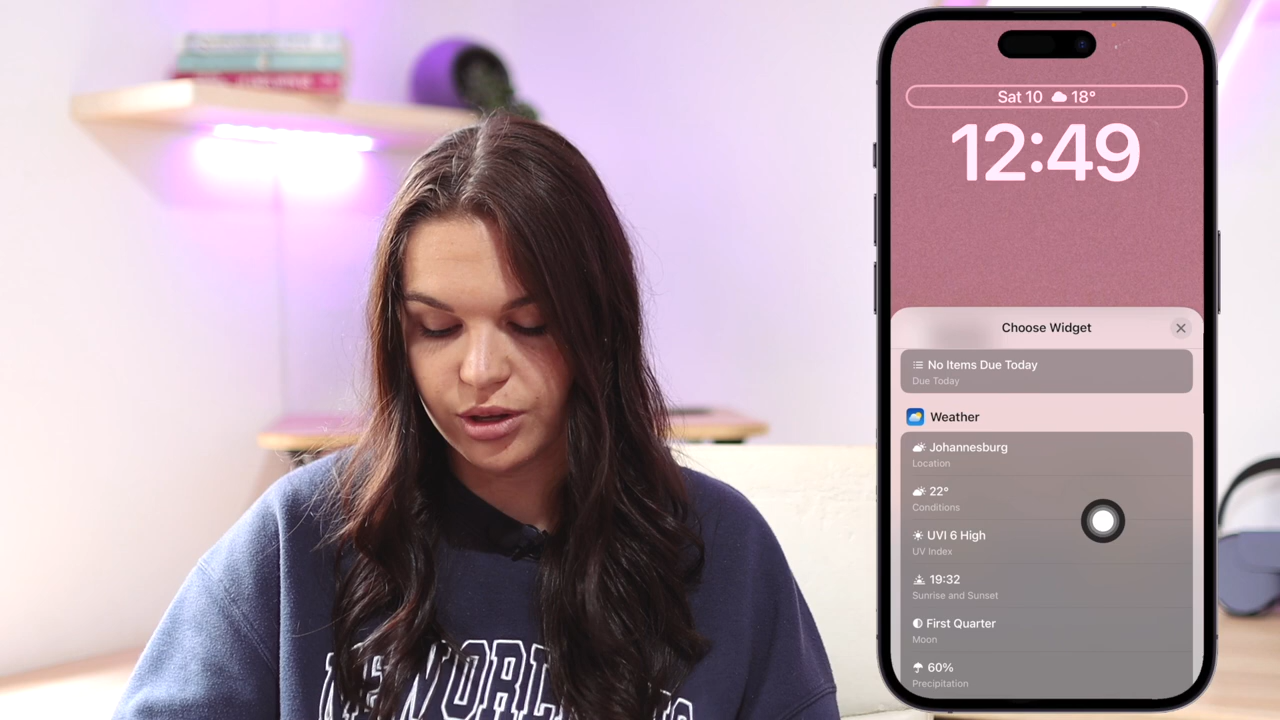 Sat 10 18°
12:49
Choose Widget
No Items Due Today
Due Today
Weather
Johannesburg
Location
22°
Conditions
UVI 6 High
UV Index
19:32
Sunrise and Sunset
First Quarter
Moon
60%
Precipitation